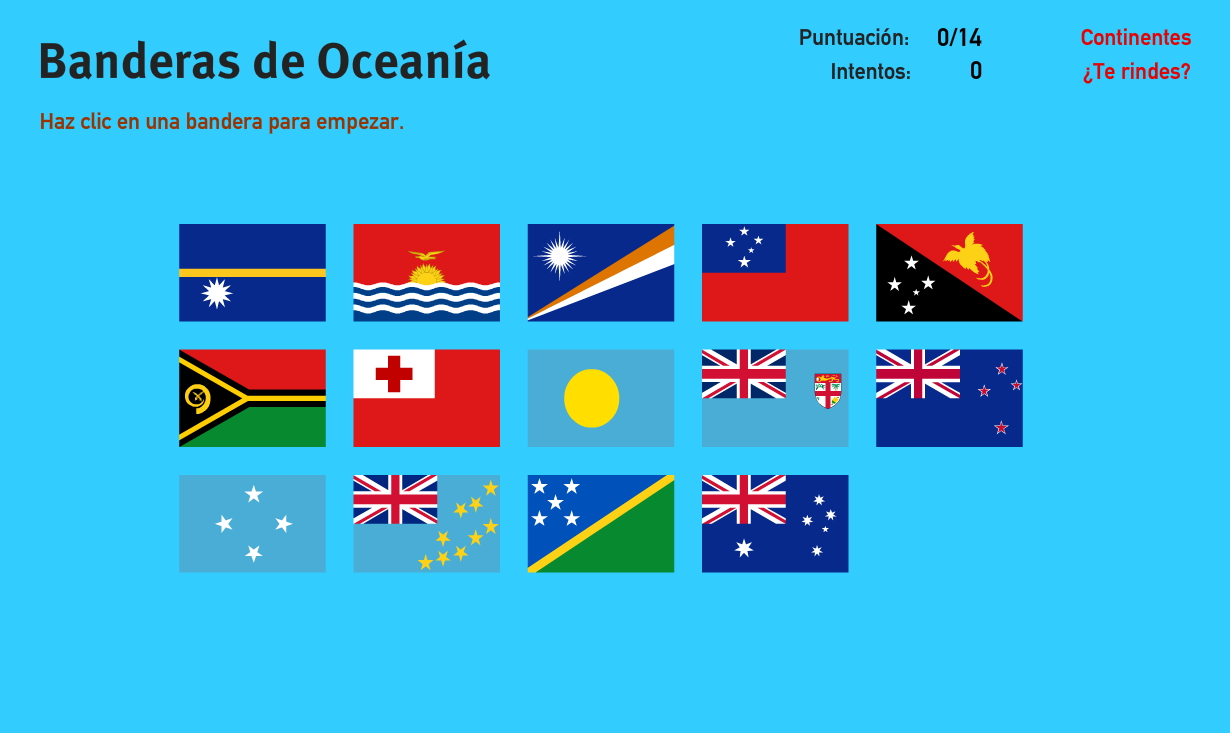 Banderas de Oceanía
Puntuación: 0/14
Intentos: 0
Continentes
¿Te rindes?
Haz clic en una bandera para empezar.